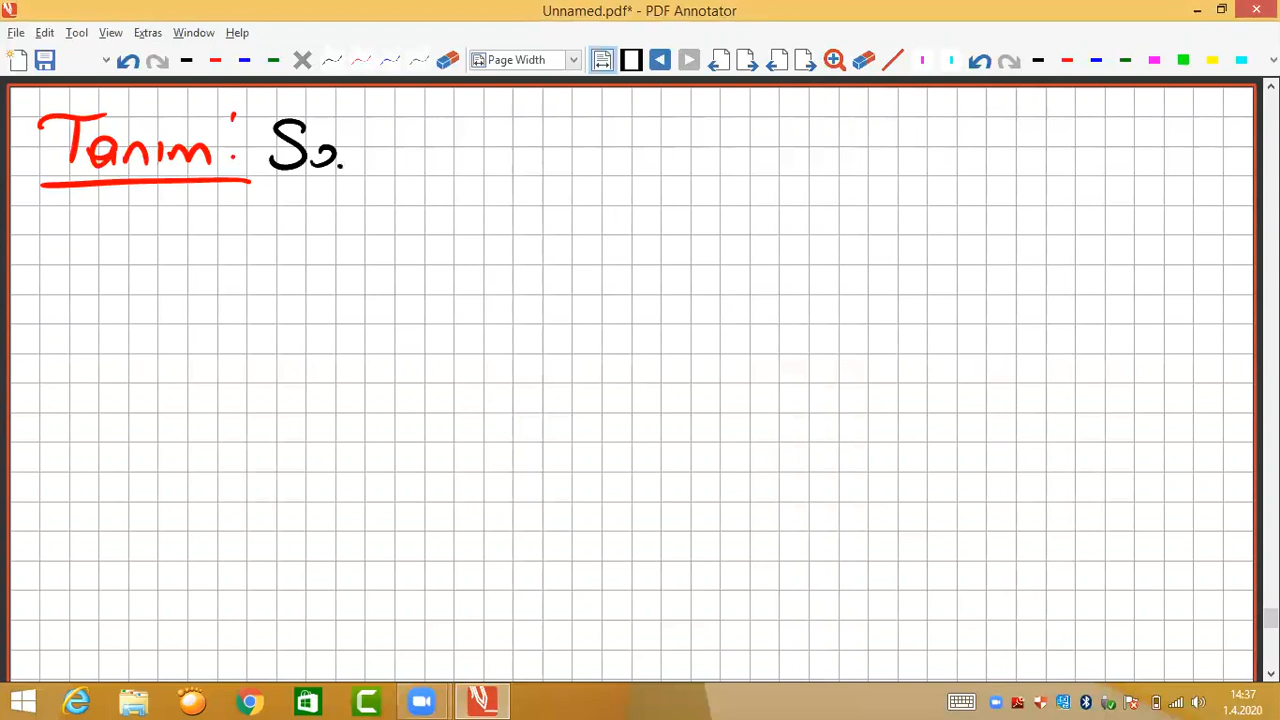 Unnamed.pdf* - PDF Annotator
File Edit Tool View Extras Window Help
Page Width
Tanım:
14:37
1.4.2020